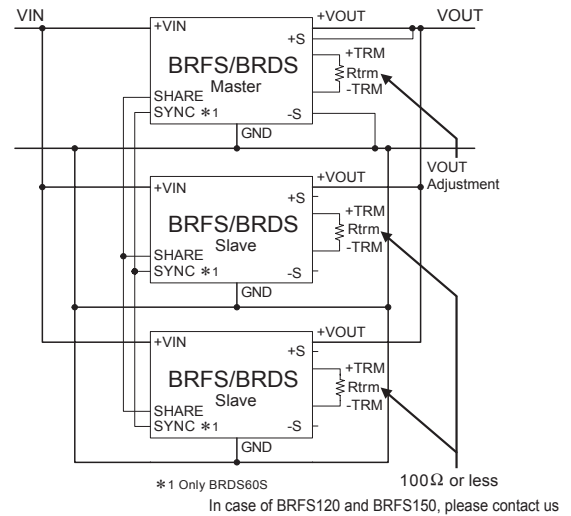 VIN
+VOUT
VOUT
+VIN
+S
BRFS/BRDS
Master
+TRM
Rtrm
-TRM
SHARE
SYNC *1
-S
GND
VOUT
Adjustment
+VOUT
+VIN
+S
BRFS/BRDS
Slave
+TRM
Rtrm
-TRM
SHARE
SYNC *1
-S
GND
+VOUT
+VIN
+S
BRFS/BRDS
Slave
+TRM
Rtrm
-TRM
SHARE
SYNC *1
-S
GND
*1 Only BRDS60S
100Ω or less
In case of BRFS120 and BRFS150, please contact us